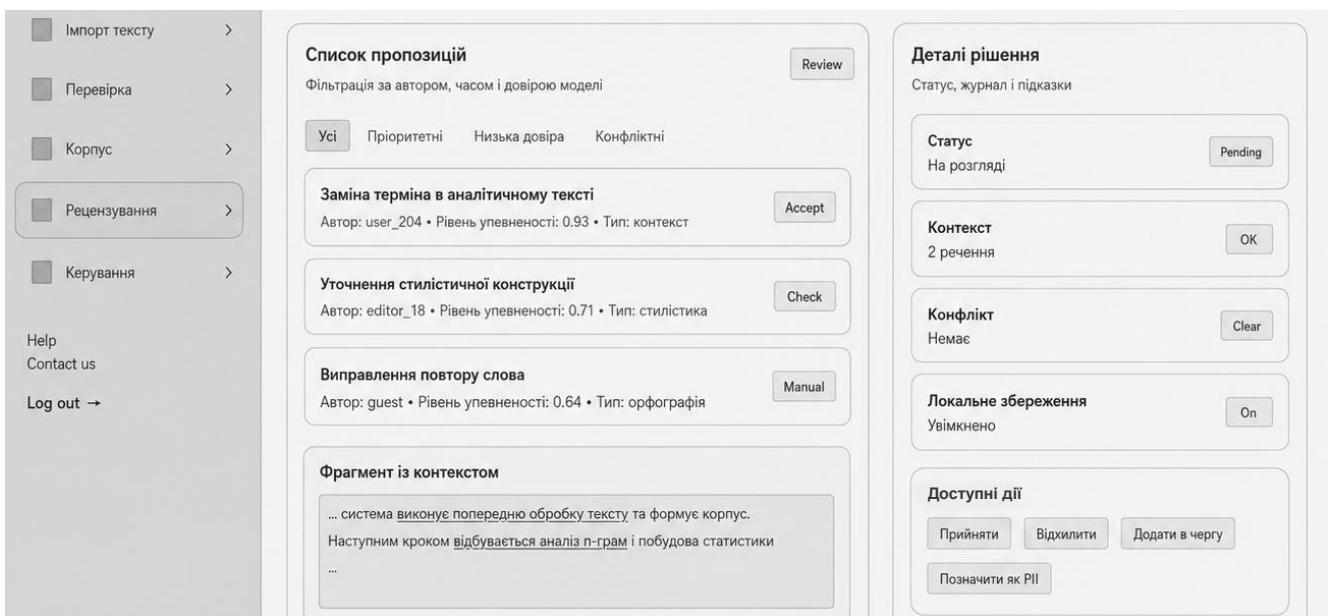 Імпорт тексту
Перевірка
Корпус
Рецензування
Керування
Help
Contact us
Log out →
Список пропозицій
Review
Фільтрація за автором, часом і довірою моделі
Усі Пріоритетні Низька довіра Конфліктні
Заміна терміна в аналітичному тексті
Автор: user_204 • Рівень упевненості: 0.93 • Тип: контекст
Accept
Уточнення стилістичної конструкції
Автор: editor_18 • Рівень упевненості: 0.71 • Тип: стилістика
Check
Виправлення повтору слова
Автор: guest • Рівень упевненості: 0.64 • Тип: орфографія
Manual
Фрагмент із контекстом
... система виконує попередню обробку тексту та формує корпус.
Наступним кроком відбувається аналіз n-грам і побудова статистики
...
Деталі рішення
Статус, журнал і підказки
Статус
На розгляді
Pending
Контекст
2 речення
OK
Конфлікт
Немає
Clear
Локальне збереження
Увімкнено
On
Доступні дії
Прийняти Відхилити Додати в чергу
Позначити як PII